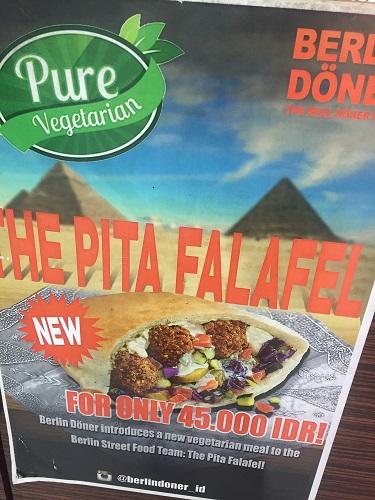 Pure
Vegetarian
BERL
DÖNE
THE PITA FALAFEL
NEW
FOR ONLY 45.000 IDR!
Berlin Döner introduces a new vegetarian meal to the
Berlin Street Food Team: The Pita Falafel!
@berlindoner_id